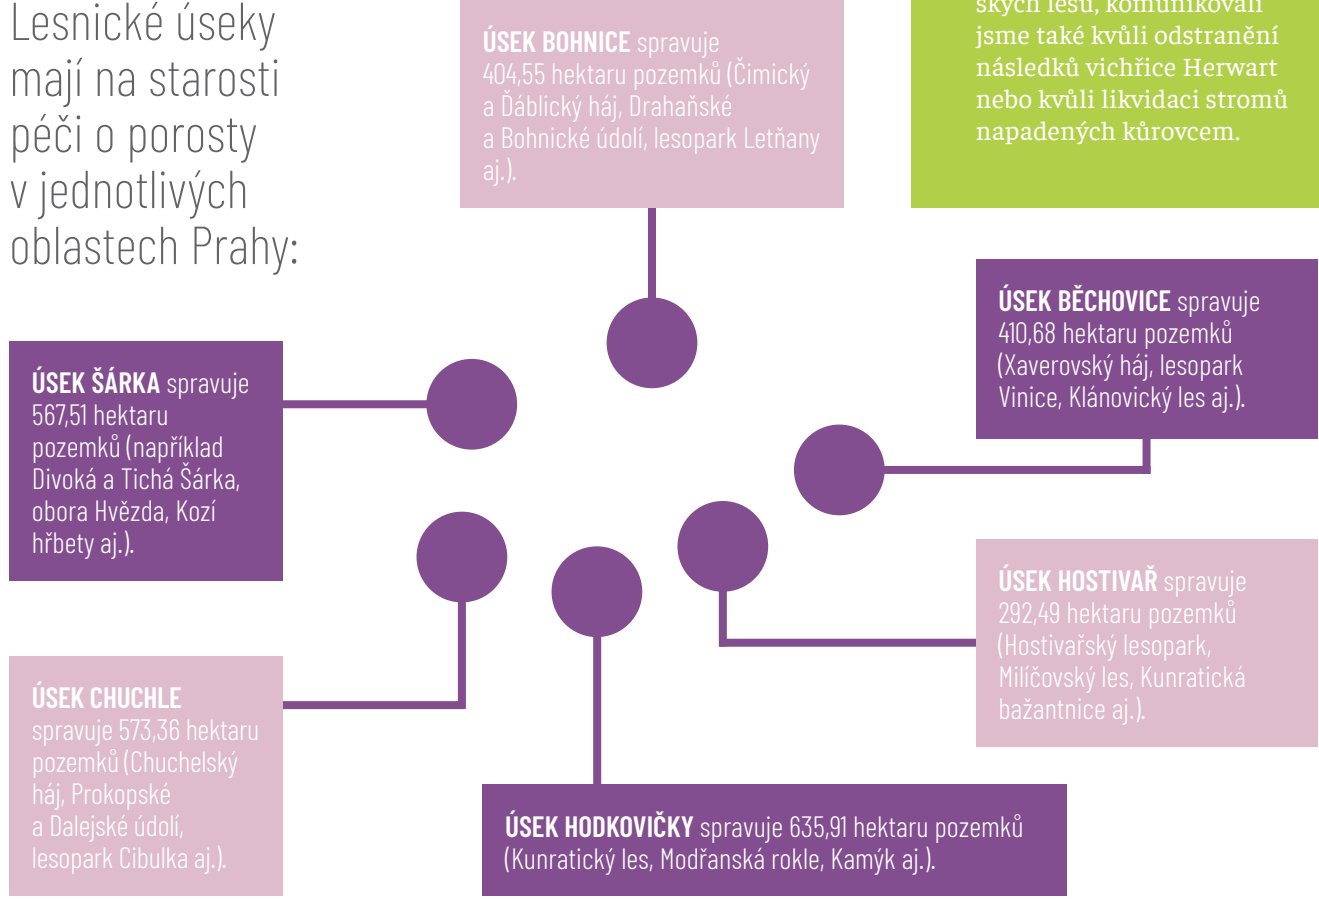 Lesnické úseky
mají na starosti
péči o porosty
v jednotlivých
oblastech Prahy:
ÚSEK BOHNICE spravuje
404,55 hektaru pozemků (Čimický
a Ďáblický háj, Drahaňské
a Bohnické údolí, lesopark Letňany
aj.).
ských lesů, komunikovali
jsme také kvůli odstranění
následků vichřice Herwart
nebo kvůli likvidaci stromů
napadených kůrovcem.
ÚSEK BĚCHOVICE spravuje
410,68 hektaru pozemků
(Xaverovský háj, lesopark
Vinice, Klánovický les aj.).
ÚSEK ŠÁRKA spravuje
567,51 hektaru
pozemků (například
Divoká a Tichá Šárka,
obora Hvězda, Kozí
hřbety aj.).
ÚSEK HOSTIVAŘ spravuje
292,49 hektaru pozemků
(Hostivařský lesopark,
Milíčovský les, Kunratická
bažantnice aj.).
ÚSEK CHUCHLE
spravuje 573,36 hektaru
pozemků (Chuchelský
háj, Prokopské
a Dalejské údolí,
lesopark Cibulka aj.).
ÚSEK HODKOVIČKY spravuje 635,91 hektaru pozemků
(Kunratický les, Modřanská rokle, Kamýk aj.).